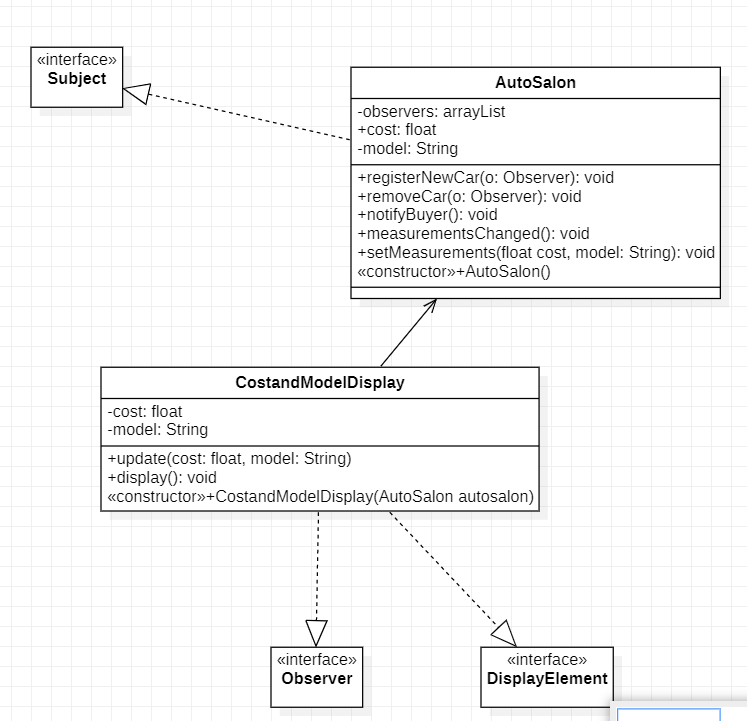 «interface»
Subject
AutoSalon
-observers: arrayList
+cost: float
-model: String
+registerNewCar(o: Observer): void
+removeCar(o: Observer): void
+notifyBuyer(): void
+measurementsChanged(): void
+setMeasurements(float cost, model: String): void
«constructor»+AutoSalon()
CostandModelDisplay
-cost: float
-model: String
+update(cost: float, model: String)
+display(): void
«constructor»+CostandModelDisplay(AutoSalon autosalon)
«interface»
Observer
«interface»
DisplayElement